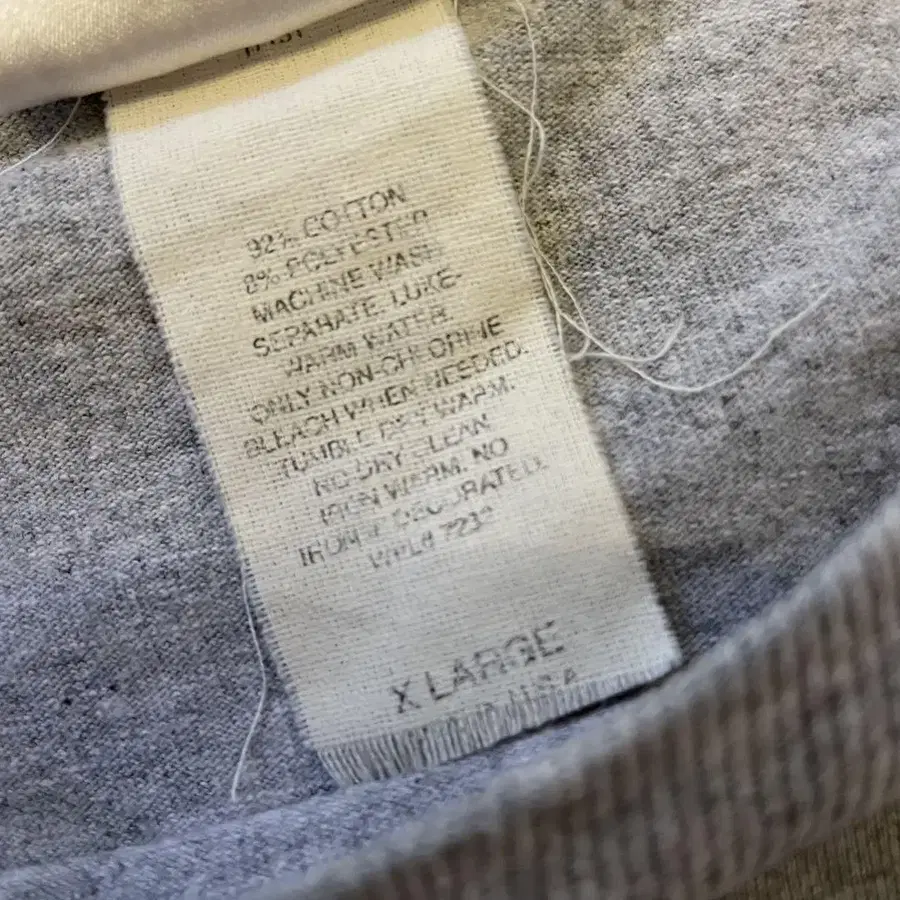 92% COTTON
8% POLYESTER
MACHINE WASH
SEPARATE. LUKE-
WARM WATER
ONLY NON-CHLORINE
BLEACH WHEN NEEDED.
TUMBLE DRY WARM.
NO DRY CLEAN.
IRON WARM. NO
IRON IF DECORATED.
X LARGE
U.S.A